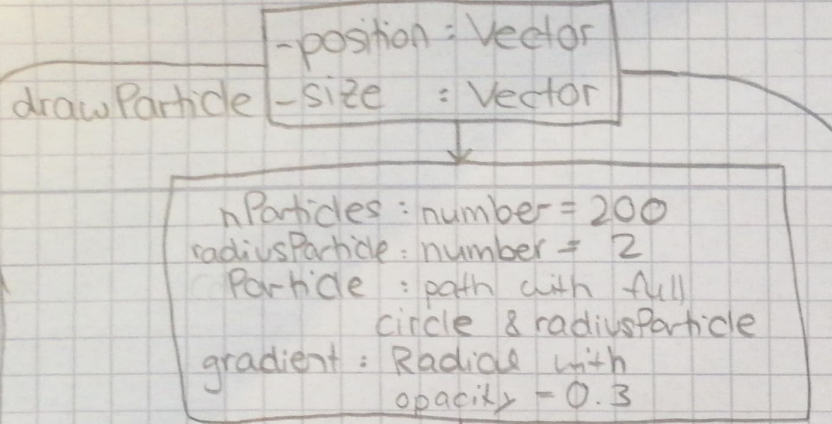 -position : Vector
drawParticle -size : Vector
nParticles : number = 200
radiusParticle : number = 2
Particle : path with full
circle & radiusParticle
gradient : Radial with
opacity - 0.3